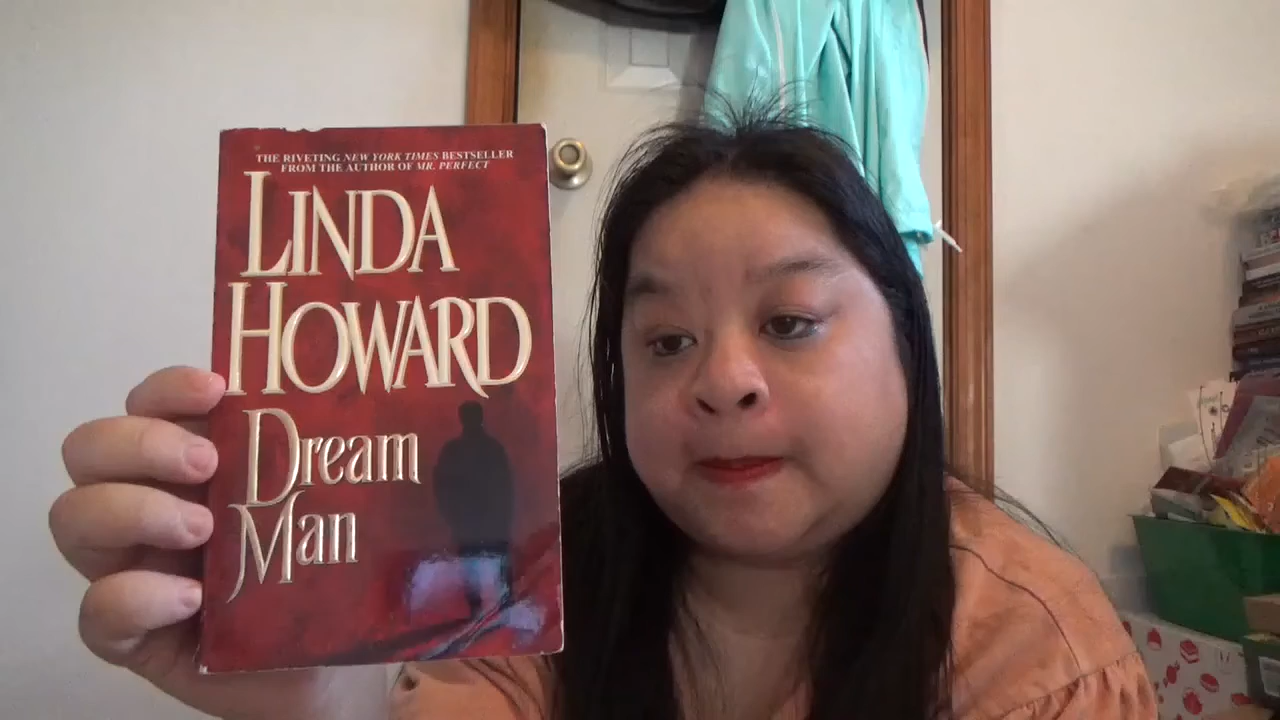 THE RIVETING NEW YORK TIMES BESTSELLER
FROM THE AUTHOR OF MR. PERFECT
LINDA
HOWARD
Dream
Man